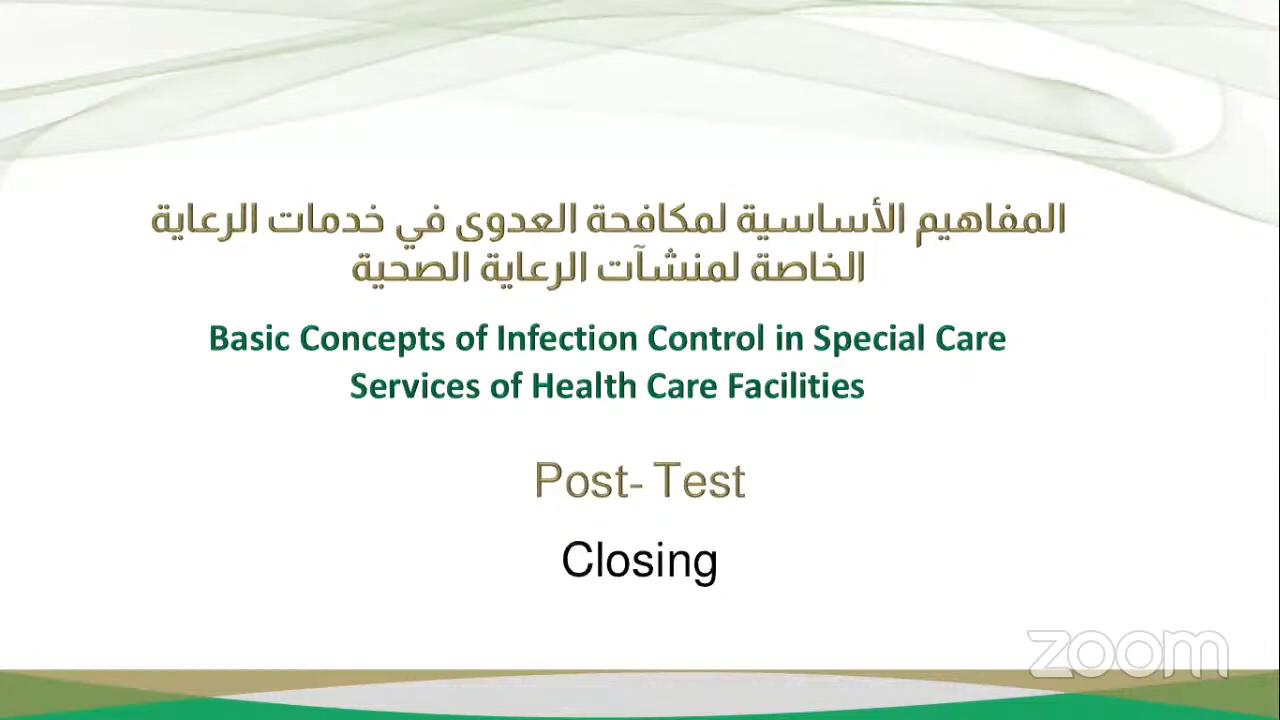 المفاهيم الأساسية لمكافحة العدوى في خدمات الرعاية
الخاصة لمنشآت الرعاية الصحية
Basic Concepts of Infection Control in Special Care
Services of Health Care Facilities
Post- Test
Closing
zoom